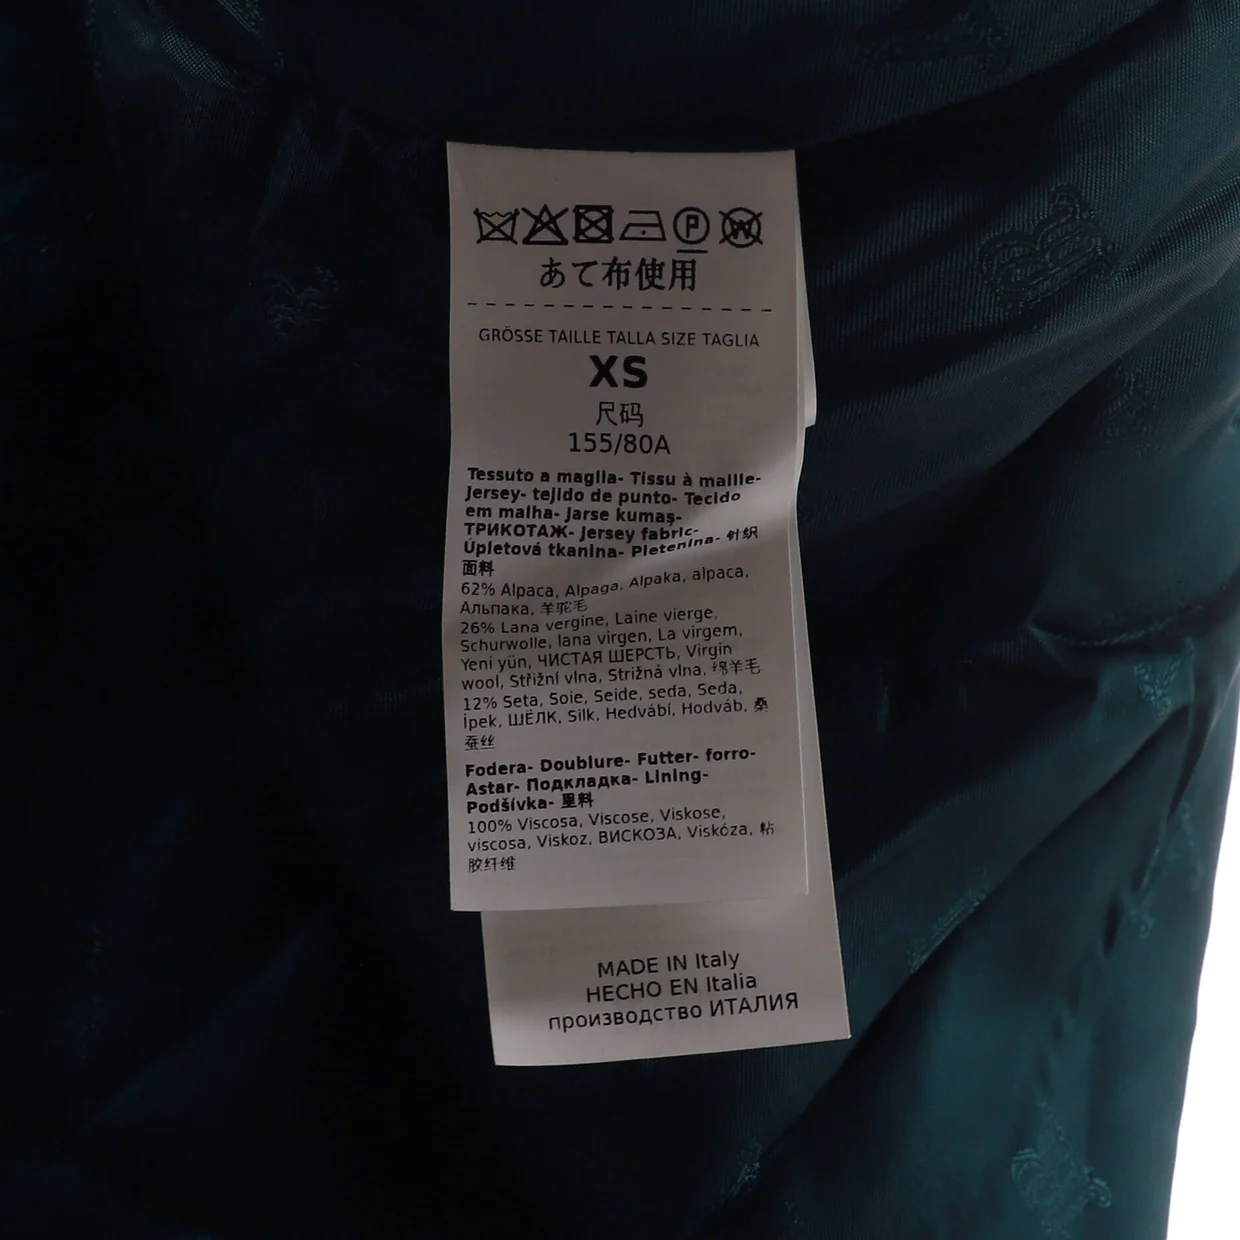 P W
あて布使用
GRÖSSE TAILLE TALLA SIZE TAGLIA
XS
尺码
155/80A
Tessuto a maglia- Tissu à maille-
Jersey- tejido de punto- Tecido
em malha- Jarse kumaş-
ТРИКОТАЖ- Jersey fabric-
Úpletová tkanina- Pletenina- 针织
面料
62% Alpaca, Alpaga, Alpaka, alpaca,
Альпака, 羊驼毛
26% Lana vergine, Laine vierge,
Schurwolle, lana virgen, La virgem,
Yeni yün, ЧИСТАЯ ШЕРСТЬ, Virgin
wool, Střižní vlna, Strižná vlna, 绵羊毛
12% Seta, Soie, Seide, seda, Seda,
İpek, ШЁЛК, Silk, Hedvábí, Hodváb, 桑
蚕丝
Fodera- Doublure- Futter- forro-
Astar- Подкладка- Lining-
Podšívka- 里料
100% Viscosa, Viscose, Viskose,
viscosa, Viskoz, ВИСКОЗА, Viskóza, 粘
胶纤维
MADE IN Italy
HECHO EN Italia
производство ИТАЛИЯ